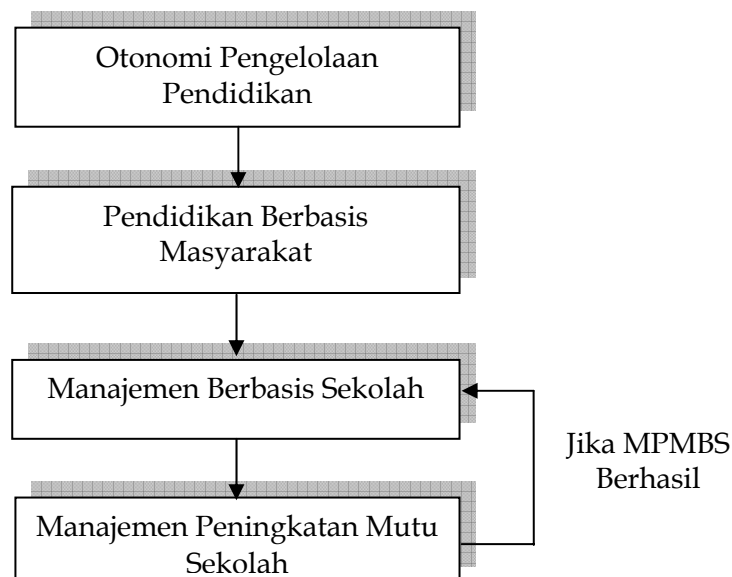 Otonomi Pengelolaan
Pendidikan
Pendidikan Berbasis
Masyarakat
Manajemen Berbasis Sekolah
Jika MPMBS
Berhasil
Manajemen Peningkatan Mutu
Sekolah